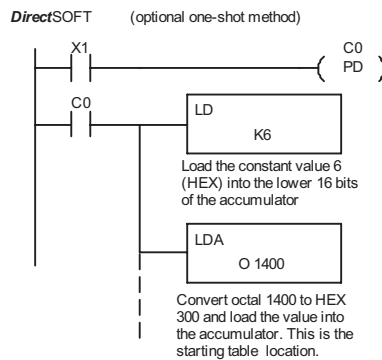 DirectSOFT (optional one-shot method)
X1
C0
PD
C0
LD
K6
Load the constant value 6
(HEX) into the lower 16 bits
of the accumulator
LDA
O 1400
Convert octal 1400 to HEX
300 and load the value into
the accumulator. This is the
starting table location.